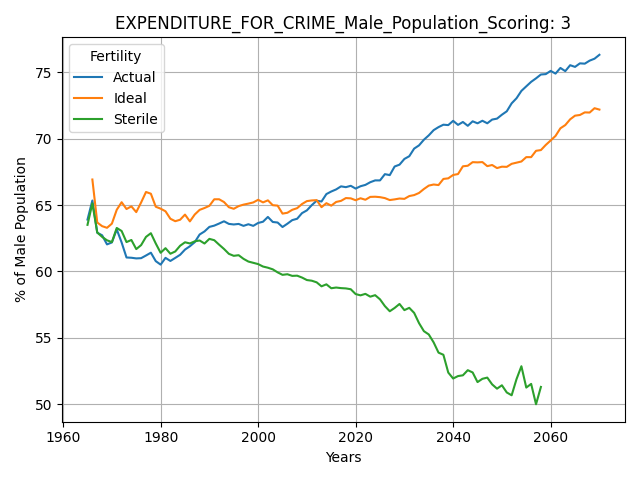 EXPENDITURE_FOR_CRIME_Male_Population_Scoring: 3
Fertility
Actual
Ideal
Sterile
% of Male Population
75
70
65
60
55
50
1960
1980
2000
2020
2040
2060
Years